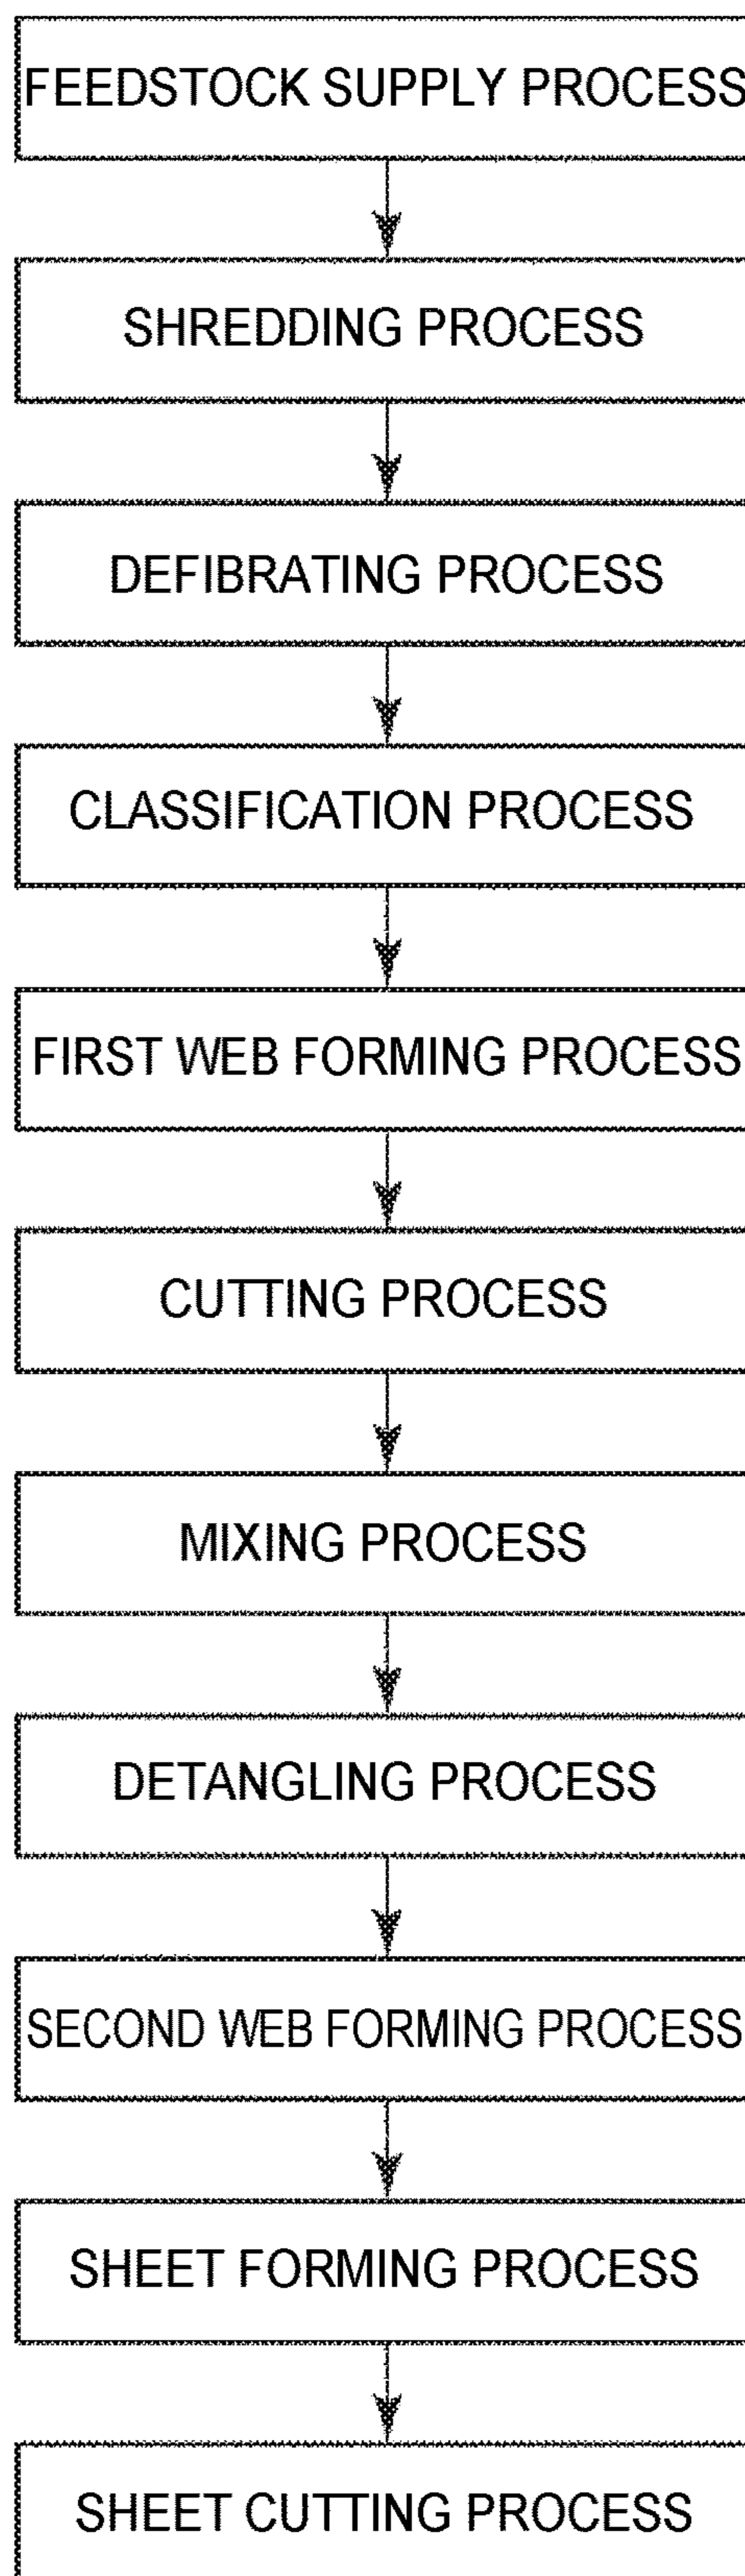 FEEDSTOCK SUPPLY PROCESS
SHREDDING PROCESS
DEFIBRATING PROCESS
CLASSIFICATION PROCESS
FIRST WEB FORMING PROCESS
CUTTING PROCESS
MIXING PROCESS
DETANGLING PROCESS
SECOND WEB FORMING PROCESS
SHEET FORMING PROCESS
SHEET CUTTING PROCESS